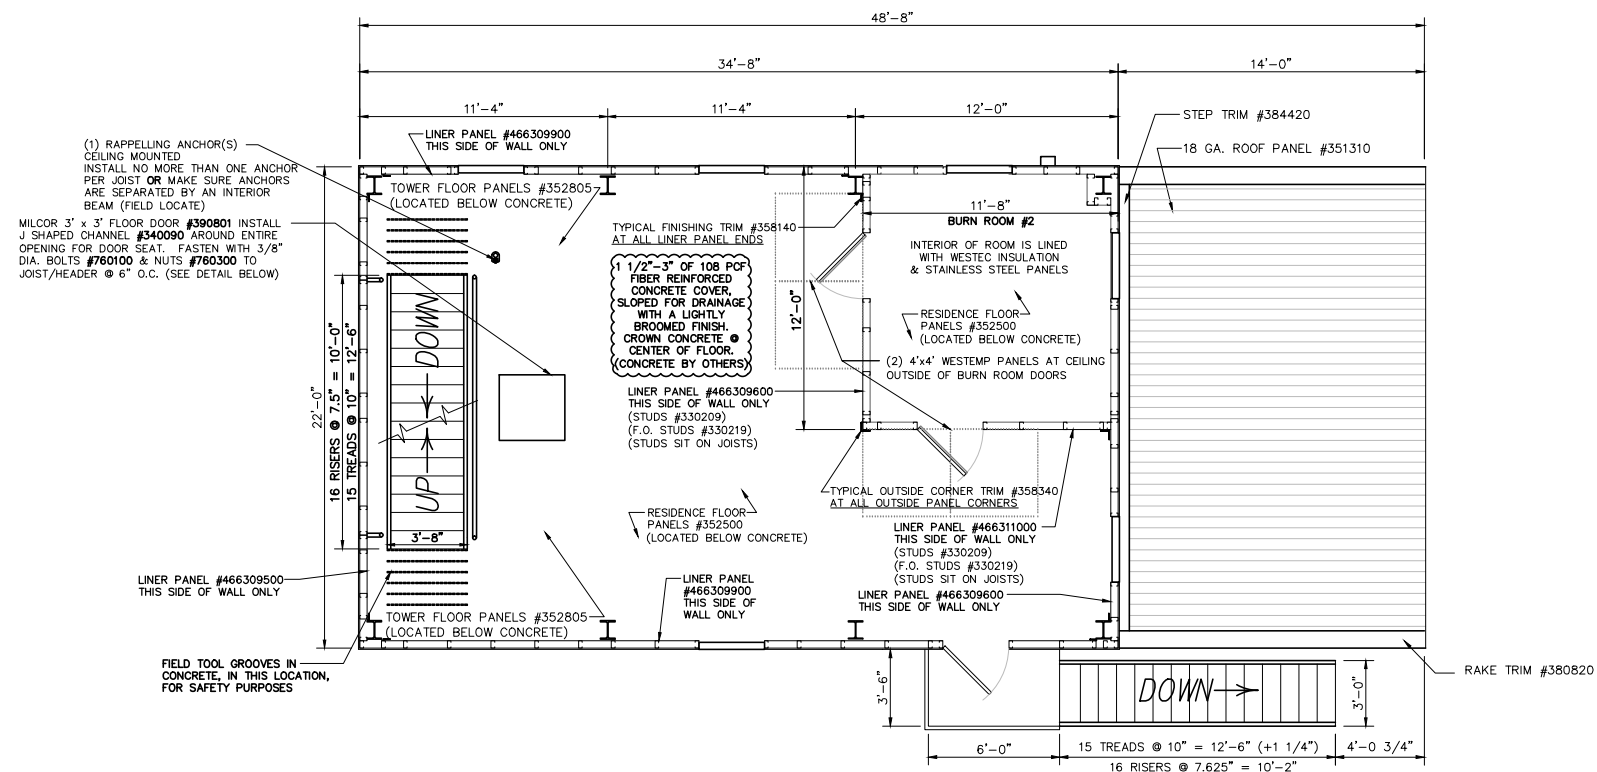 48'-8"
34'-8"
14'-0"
11'-4"
11'-4"
12'-0"
STEP TRIM #384420
18 GA. ROOF PANEL #351310
LINER PANEL #466309900
THIS SIDE OF WALL ONLY
(1) RAPPELLING ANCHOR(S)
CEILING MOUNTED
INSTALL NO MORE THAN ONE ANCHOR
PER JOIST OR MAKE SURE ANCHORS
ARE SEPARATED BY AN INTERIOR
BEAM (FIELD LOCATE)
MILCOR 3' x 3' FLOOR DOOR #390801 INSTALL
J SHAPED CHANNEL #340090 AROUND ENTIRE
OPENING FOR DOOR SEAT. FASTEN WITH 3/8"
DIA. BOLTS #760100 & NUTS #760300 TO
JOIST/HEADER @ 6" O.C. (SEE DETAIL BELOW)
TOWER FLOOR PANELS #352805
(LOCATED BELOW CONCRETE)
TYPICAL FINISHING TRIM #358140
AT ALL LINER PANEL ENDS
11'-8"
BURN ROOM #2
INTERIOR OF ROOM IS LINED
WITH WESTEC INSULATION
& STAINLESS STEEL PANELS
1 1/2"-3" OF 108 PCF
FIBER REINFORCED
CONCRETE COVER,
SLOPED FOR DRAINAGE
WITH A LIGHTLY
BROOMED FINISH.
CROWN CONCRETE @
CENTER OF FLOOR.
(CONCRETE BY OTHERS)
12'-0"
RESIDENCE FLOOR
PANELS #352500
(LOCATED BELOW CONCRETE)
(2) 4'x4' WESTEMP PANELS AT CEILING
OUTSIDE OF BURN ROOM DOORS
22'-0"
16 RISERS @ 7.5" = 10'-0"
15 TREADS @ 10" = 12'-6"
DOWN
UP
3'-8"
LINER PANEL #466309600
THIS SIDE OF WALL ONLY
(STUDS #330209)
(F.O. STUDS #330219)
(STUDS SIT ON JOISTS)
TYPICAL OUTSIDE CORNER TRIM #358340
AT ALL OUTSIDE PANEL CORNERS
RESIDENCE FLOOR
PANELS #352500
(LOCATED BELOW CONCRETE)
LINER PANEL #466311000
THIS SIDE OF WALL ONLY
(STUDS #330209)
(F.O. STUDS #330219)
(STUDS SIT ON JOISTS)
LINER PANEL #466309500
THIS SIDE OF WALL ONLY
LINER PANEL
#466309900
THIS SIDE OF
WALL ONLY
LINER PANEL #466309600
THIS SIDE OF WALL ONLY
TOWER FLOOR PANELS #352805
(LOCATED BELOW CONCRETE)
FIELD TOOL GROOVES IN
CONCRETE, IN THIS LOCATION,
FOR SAFETY PURPOSES
RAKE TRIM #380820
3'-6"
DOWN
3'-0"
6'-0"
15 TREADS @ 10" = 12'-6" (+1 1/4")
4'-0 3/4"
16 RISERS @ 7.625" = 10'-2"